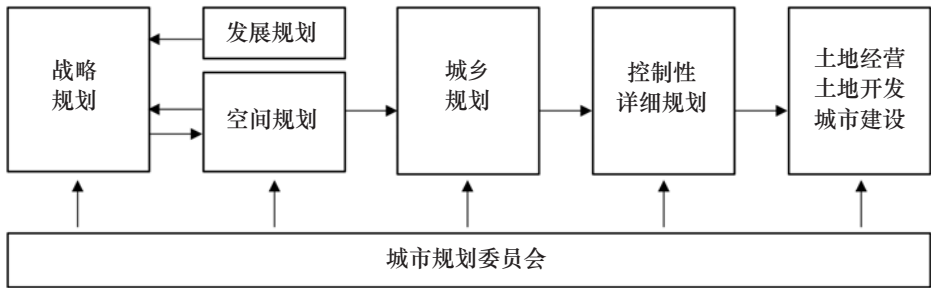 战略
规划
发展规划
空间规划
城乡
规划
控制性
详细规划
土地经营
土地开发
城市建设
城市规划委员会